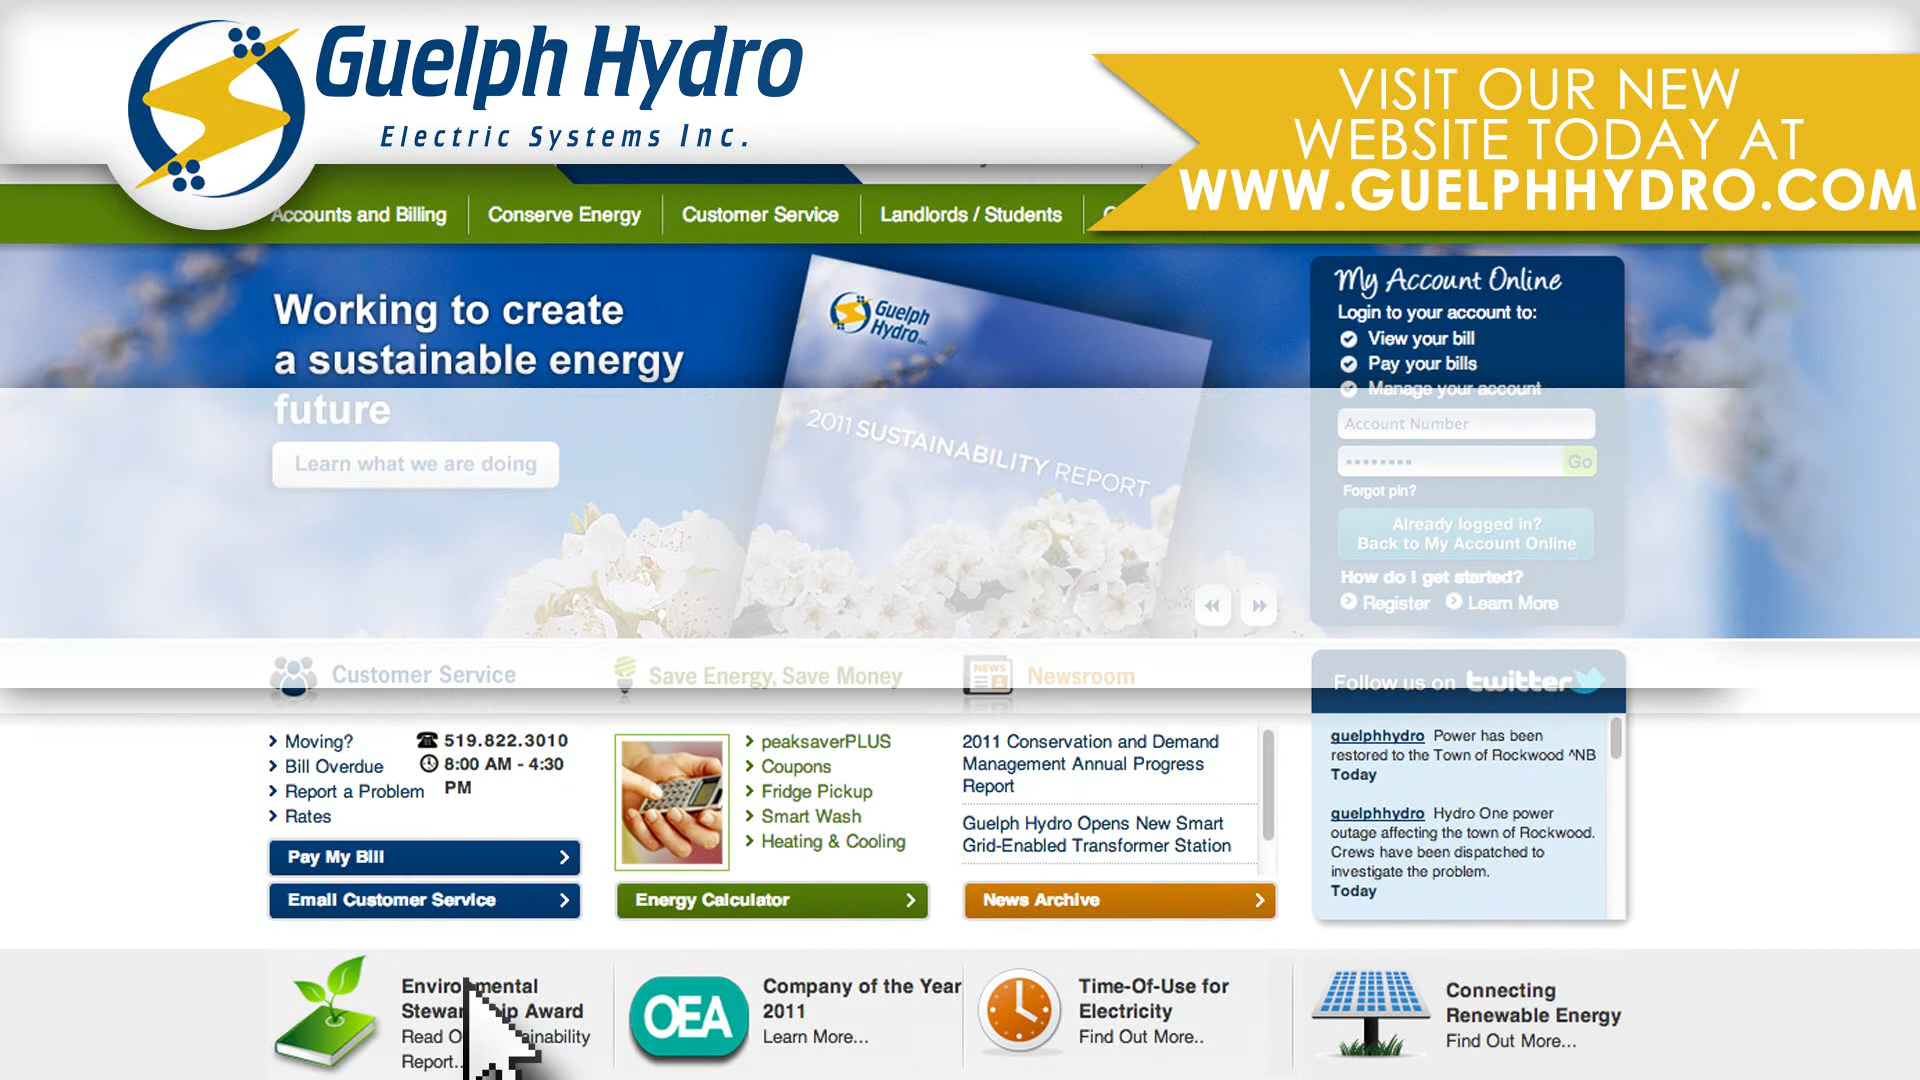 Guelph Hydro
Electric Systems Inc.
VISIT OUR NEW
WEBSITE TODAY AT
WWW.GUELPHHYDRO.COM
Accounts and Billing
Conserve Energy
Customer Service
Landlords / Students
Working to create
a sustainable energy
future
Learn what we are doing
Guelph
Hydro Inc.
2011 SUSTAINABILITY REPORT
My Account Online
Login to your account to:
View your bill
Pay your bills
Manage your account
Account Number
Go
Forgot pin?
Already logged in?
Back to My Account Online
How do I get started?
Register
Learn More
Customer Service
Moving?
Bill Overdue
Report a Problem
Rates
519.822.3010
8:00 AM - 4:30
PM
Pay My Bill
Email Customer Service
Save Energy, Save Money
peaksaverPLUS
Coupons
Fridge Pickup
Smart Wash
Heating & Cooling
Energy Calculator
NEWS
Newsroom
2011 Conservation and Demand
Management Annual Progress
Report
Guelph Hydro Opens New Smart
Grid-Enabled Transformer Station
News Archive
Follow us on twitter
guelphhydro Power has been
restored to the Town of Rockwood ^NB
Today
guelphhydro Hydro One power
outage affecting the town of Rockwood.
Crews have been dispatched to
investigate the problem.
Today
Award
Read
Report..
OEA
Company of the Year
2011
Learn More...
Time-Of-Use for
Electricity
Find Out More..
Connecting
Renewable Energy
Find Out More...